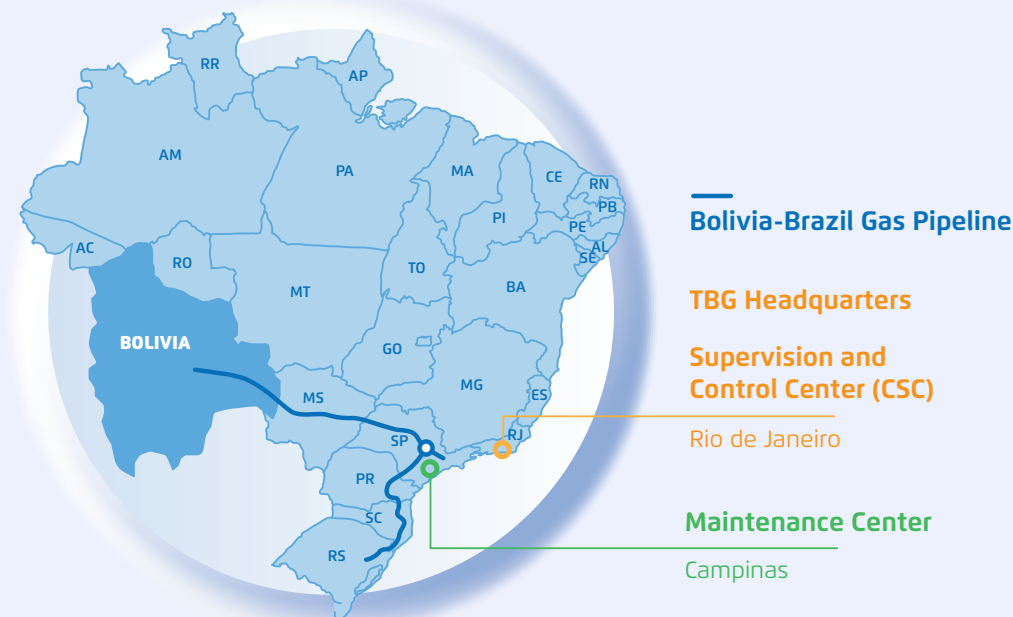 RR
AP
AM
PA
MA
CE
RN
PB
PI
PE
AL
SE
AC
RO
TO
BA
MT
BOLIVIA
GO
MG
MS
ES
SP
RJ
PR
SC
RS
Bolivia-Brazil Gas Pipeline
TBG Headquarters
Supervision and
Control Center (CSC)
Rio de Janeiro
Maintenance Center
Campinas